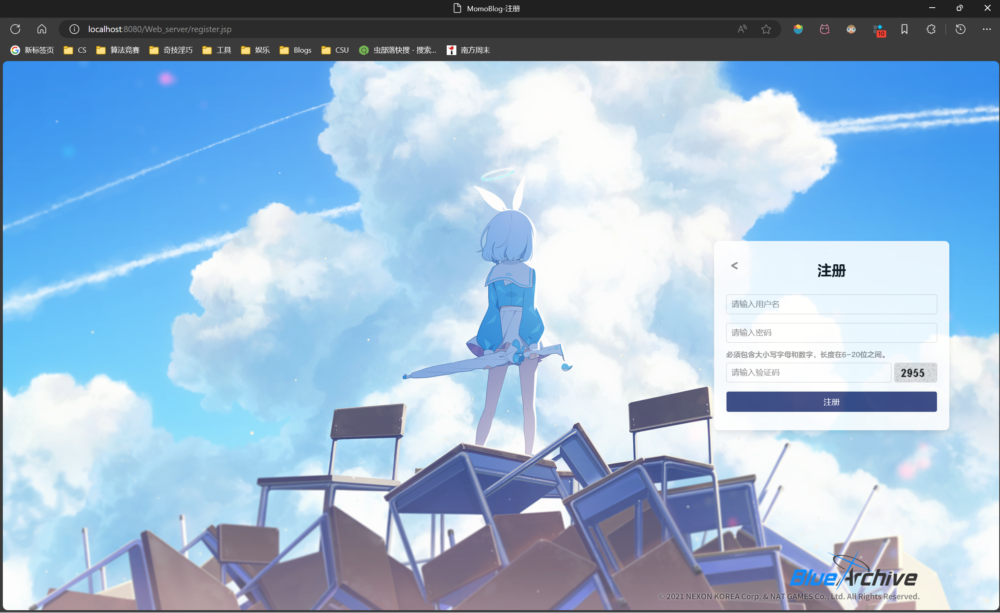 MomoBlog-注册
localhost:8080/Web_server/register.jsp
10
新标签页 CS 算法竞赛 奇技淫巧 工具 娱乐 Blogs CSU 虫部落快搜 - 搜索... 南方周末
<
注册
请输入用户名
请输入密码
必须包含大小写字母和数字，长度在6-20位之间。
请输入验证码 2955
注册
Blue Archive
© 2021 NEXON KOREA Corp. & NAT GAMES Co., Ltd. All Rights Reserved.